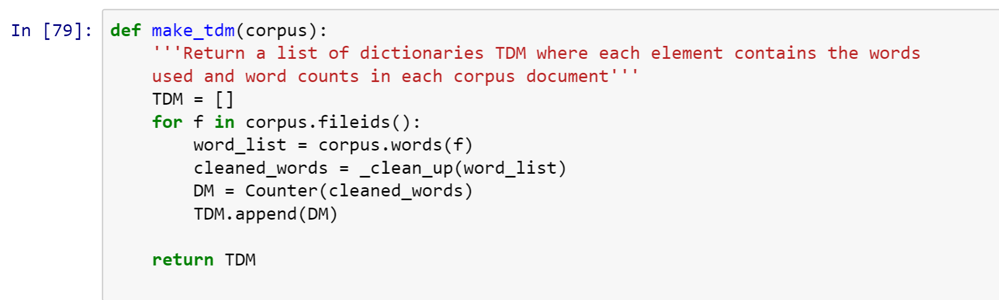 In [79]: def make_tdm(corpus):
    '''Return a list of dictionaries TDM where each element contains the words
    used and word counts in each corpus document'''
    TDM = []
    for f in corpus.fileids():
        word_list = corpus.words(f)
        cleaned_words = _clean_up(word_list)
        DM = Counter(cleaned_words)
        TDM.append(DM)
    return TDM